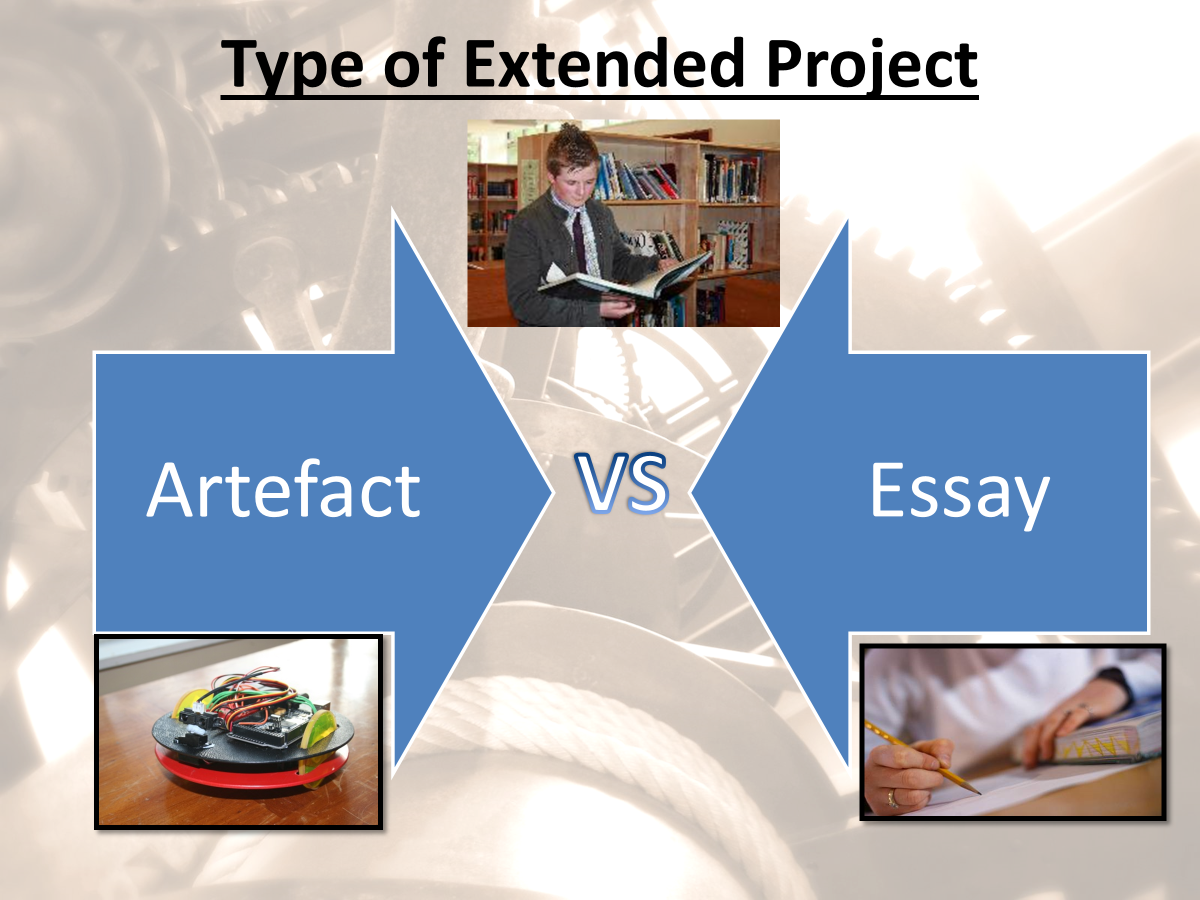 Type of Extended Project
Artefact
VS
Essay